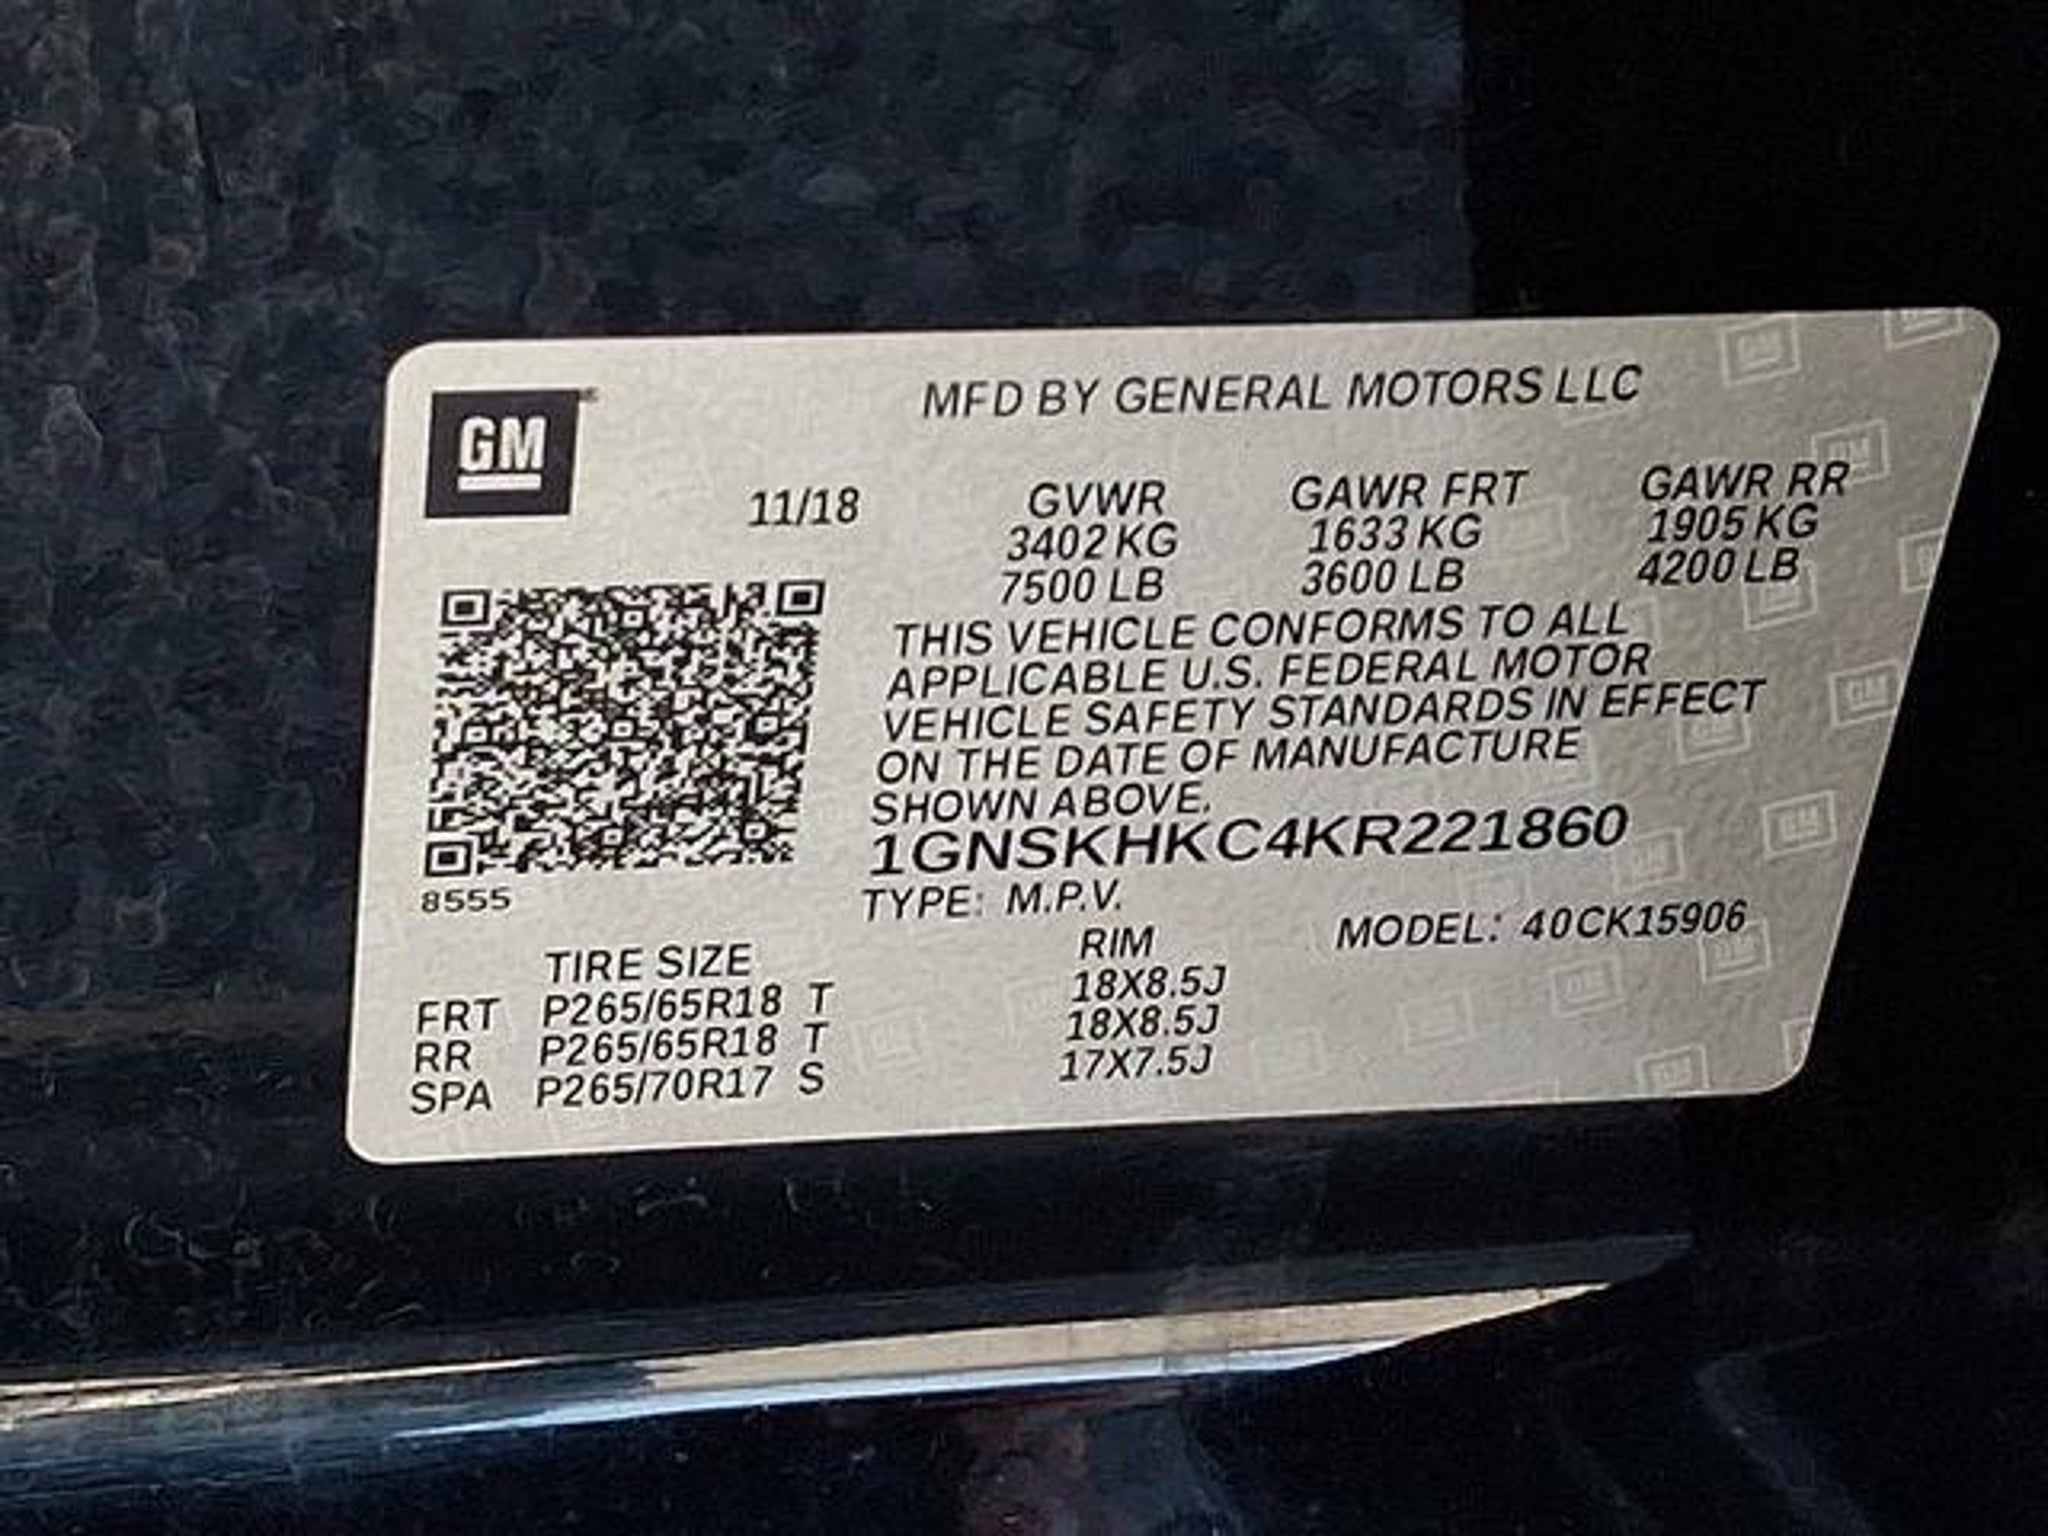 GM
MFD BY GENERAL MOTORS LLC
11/18 GVWR GAWR FRT GAWR RR
3402 KG 1633 KG 1905 KG
7500 LB 3600 LB 4200 LB
THIS VEHICLE CONFORMS TO ALL
APPLICABLE U.S. FEDERAL MOTOR
VEHICLE SAFETY STANDARDS IN EFFECT
ON THE DATE OF MANUFACTURE
SHOWN ABOVE.
1GNSKHKC4KR221860
8555
TYPE: M.P.V. MODEL: 40CK15906
TIRE SIZE RIM
FRT P265/65R18 T 18X8.5J
RR P265/65R18 T 18X8.5J
SPA P265/70R17 S 17X7.5J